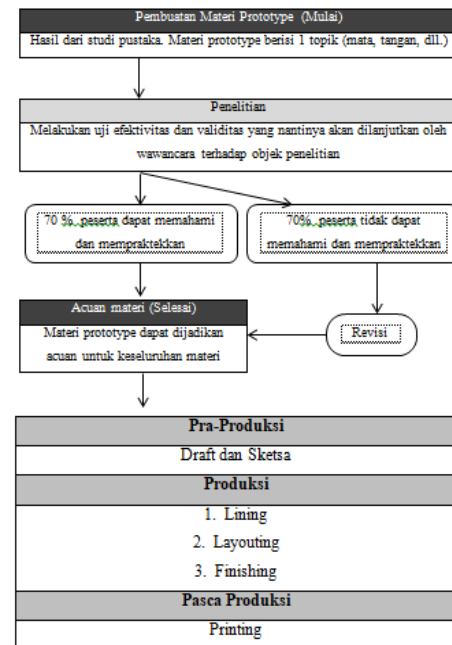 Pembuatan Materi Prototype (Mulai)
Hasil dari studi pustaka. Materi prototype berisi 1 topik (mata, tangan, dll.)
Penelitian
Melakukan uji efektivitas dan validitas yang nantinya akan dilanjutkan oleh
wawancara terhadap objek penelitian
70 % peserta dapat memahami
dan mempraktekkan
70% peserta tidak dapat
memahami dan mempraktekkan
Acuan materi (Selesai)
Materi prototype dapat dijadikan
acuan untuk keseluruhan materi
Revisi
Pra-Produksi
Draft dan Sketsa
Produksi
1. Lining
2. Layouting
3. Finishing
Pasca Produksi
Printing